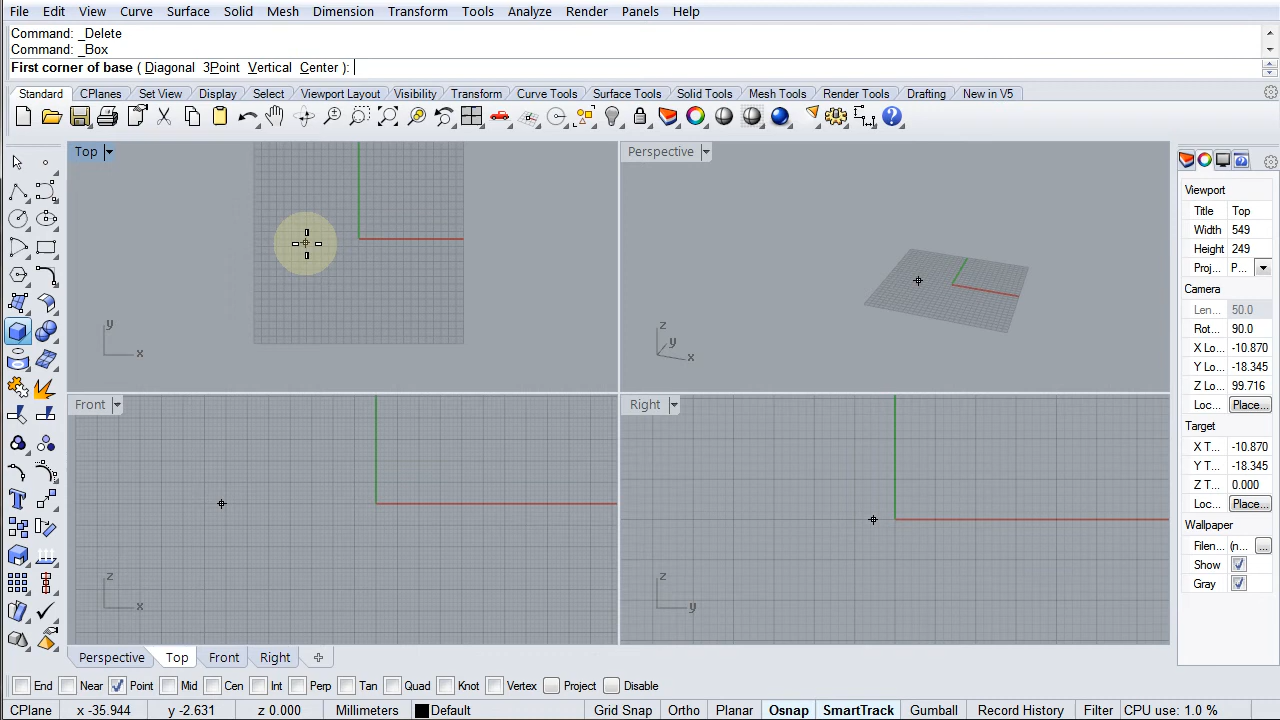 File Edit View Curve Surface Solid Mesh Dimension Transform Tools Analyze Render Panels Help
Command: _Delete
Command: _Box
First corner of base ( Diagonal 3Point Vertical Center ):
Standard CPlanes Set View Display Select Viewport Layout Visibility Transform Curve Tools Surface Tools Solid Tools Mesh Tools Render Tools Drafting New in V5
Top
Perspective
Viewport
Title Top
Width 549
Height 249
Proj... P...
Camera
Len... 50.0
Rot... 90.0
X Lo... -10.870
Y Lo... -18.345
Z Lo... 99.716
Loc... Place...
Target
X T... -10.870
Y T... -18.345
Z T... 0.000
Loc... Place...
Wallpaper
Filen... (n... ...
Show
Gray
y
x
z
y
x
Front
Right
z
x
z
y
Perspective Top Front Right
End Near Point Mid Cen Int Perp Tan Quad Knot Vertex Project Disable
CPlane x -35.944 y -2.631 z 0.000 Millimeters Default Grid Snap Ortho Planar Osnap SmartTrack Gumball Record History Filter CPU use: 1.0 %